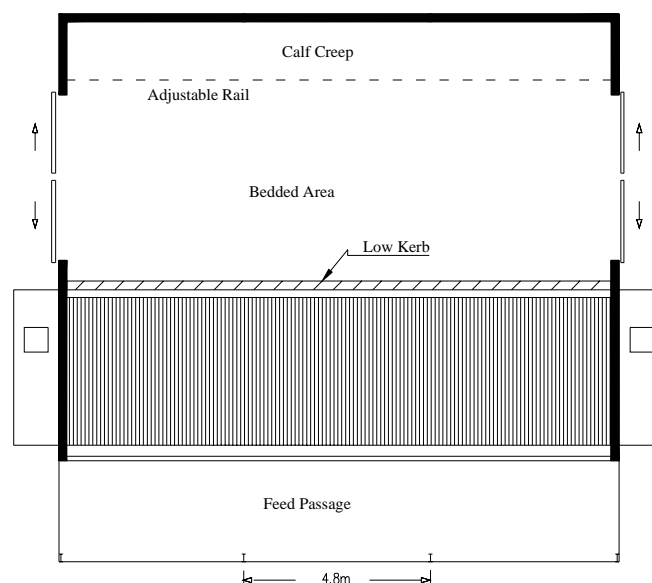 Calf Creep
Adjustable Rail
Bedded Area
Low Kerb
Feed Passage
4.8m